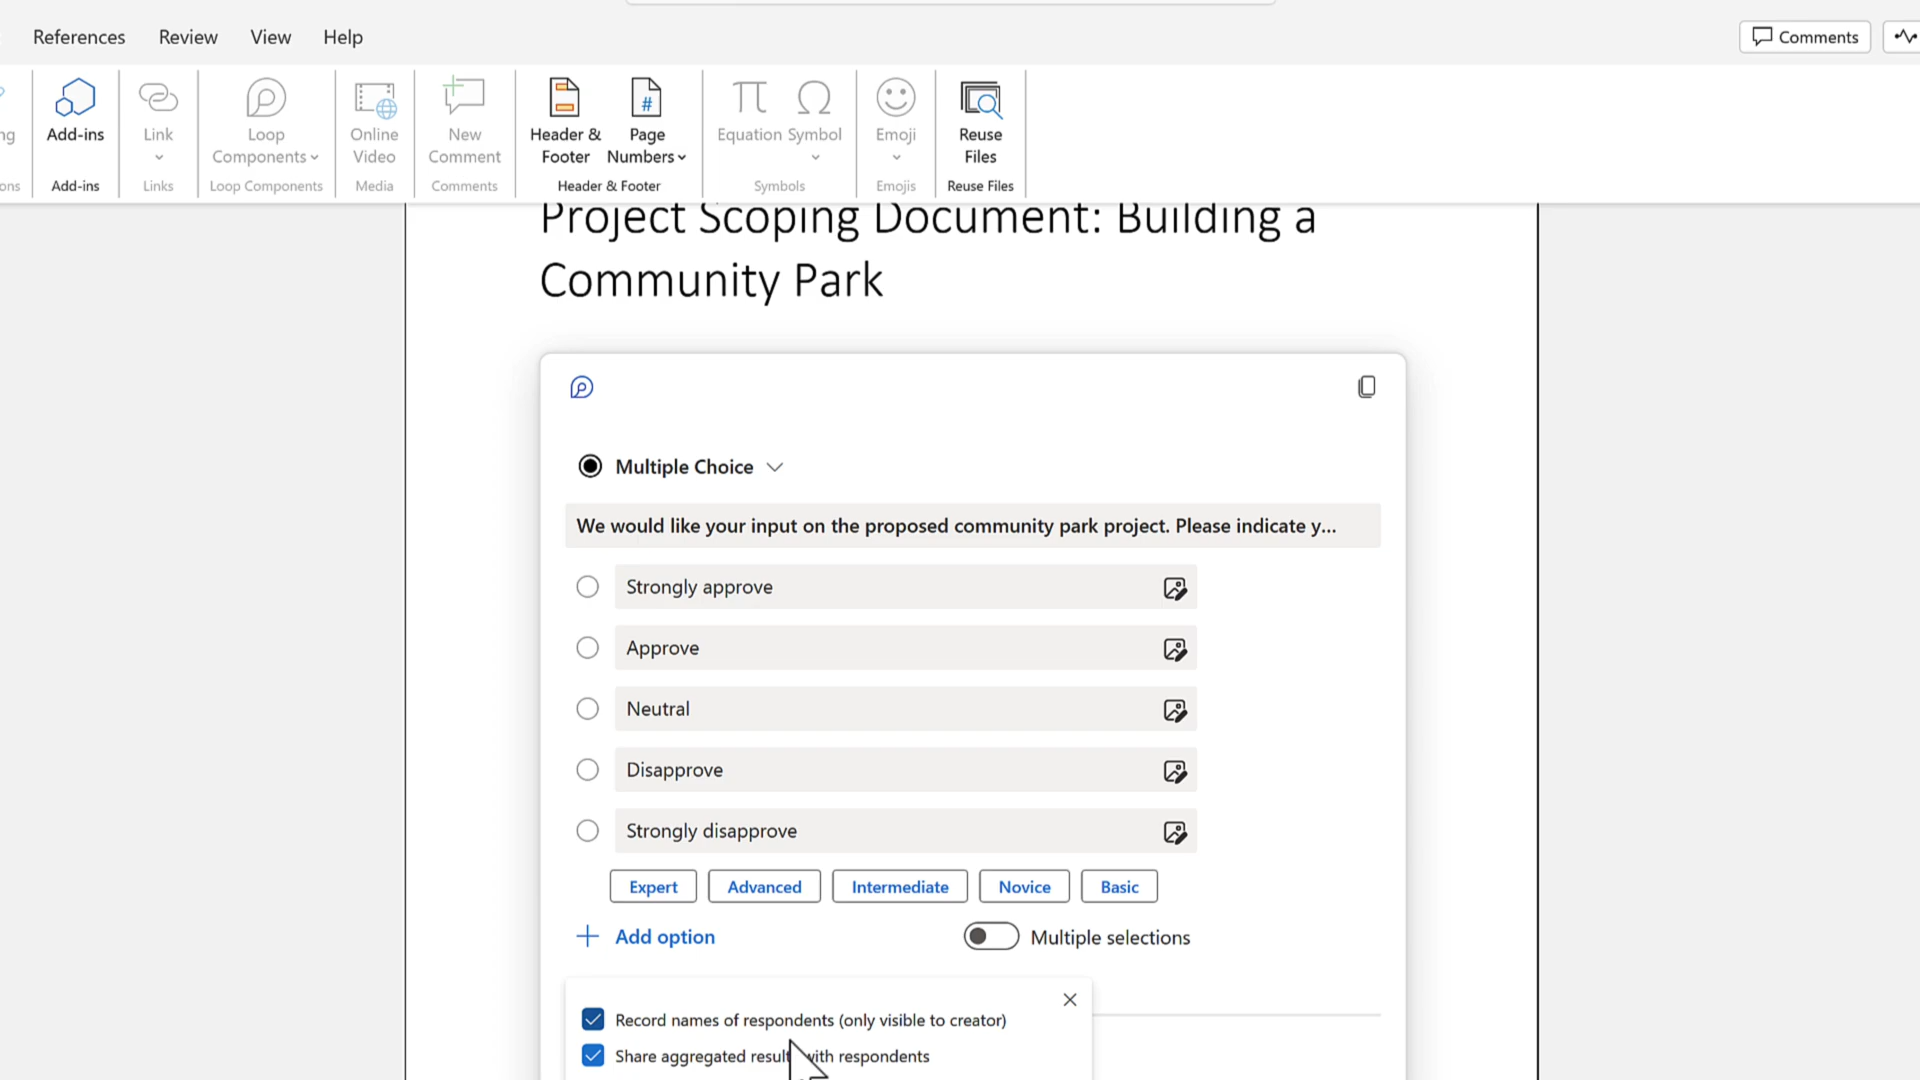 References Review View Help Comments
ng Add-ins Link Loop Components Online Video New Comment Header & Footer Page Numbers Equation Symbol Emoji Reuse Files
ons Add-ins Links Loop Components Media Comments Header & Footer Symbols Emojis Reuse Files
Project Scoping Document: Building a
Community Park
Multiple Choice
We would like your input on the proposed community park project. Please indicate y...
Strongly approve
Approve
Neutral
Disapprove
Strongly disapprove
Expert Advanced Intermediate Novice Basic
Add option Multiple selections
Record names of respondents (only visible to creator)
Share aggregated result with respondents